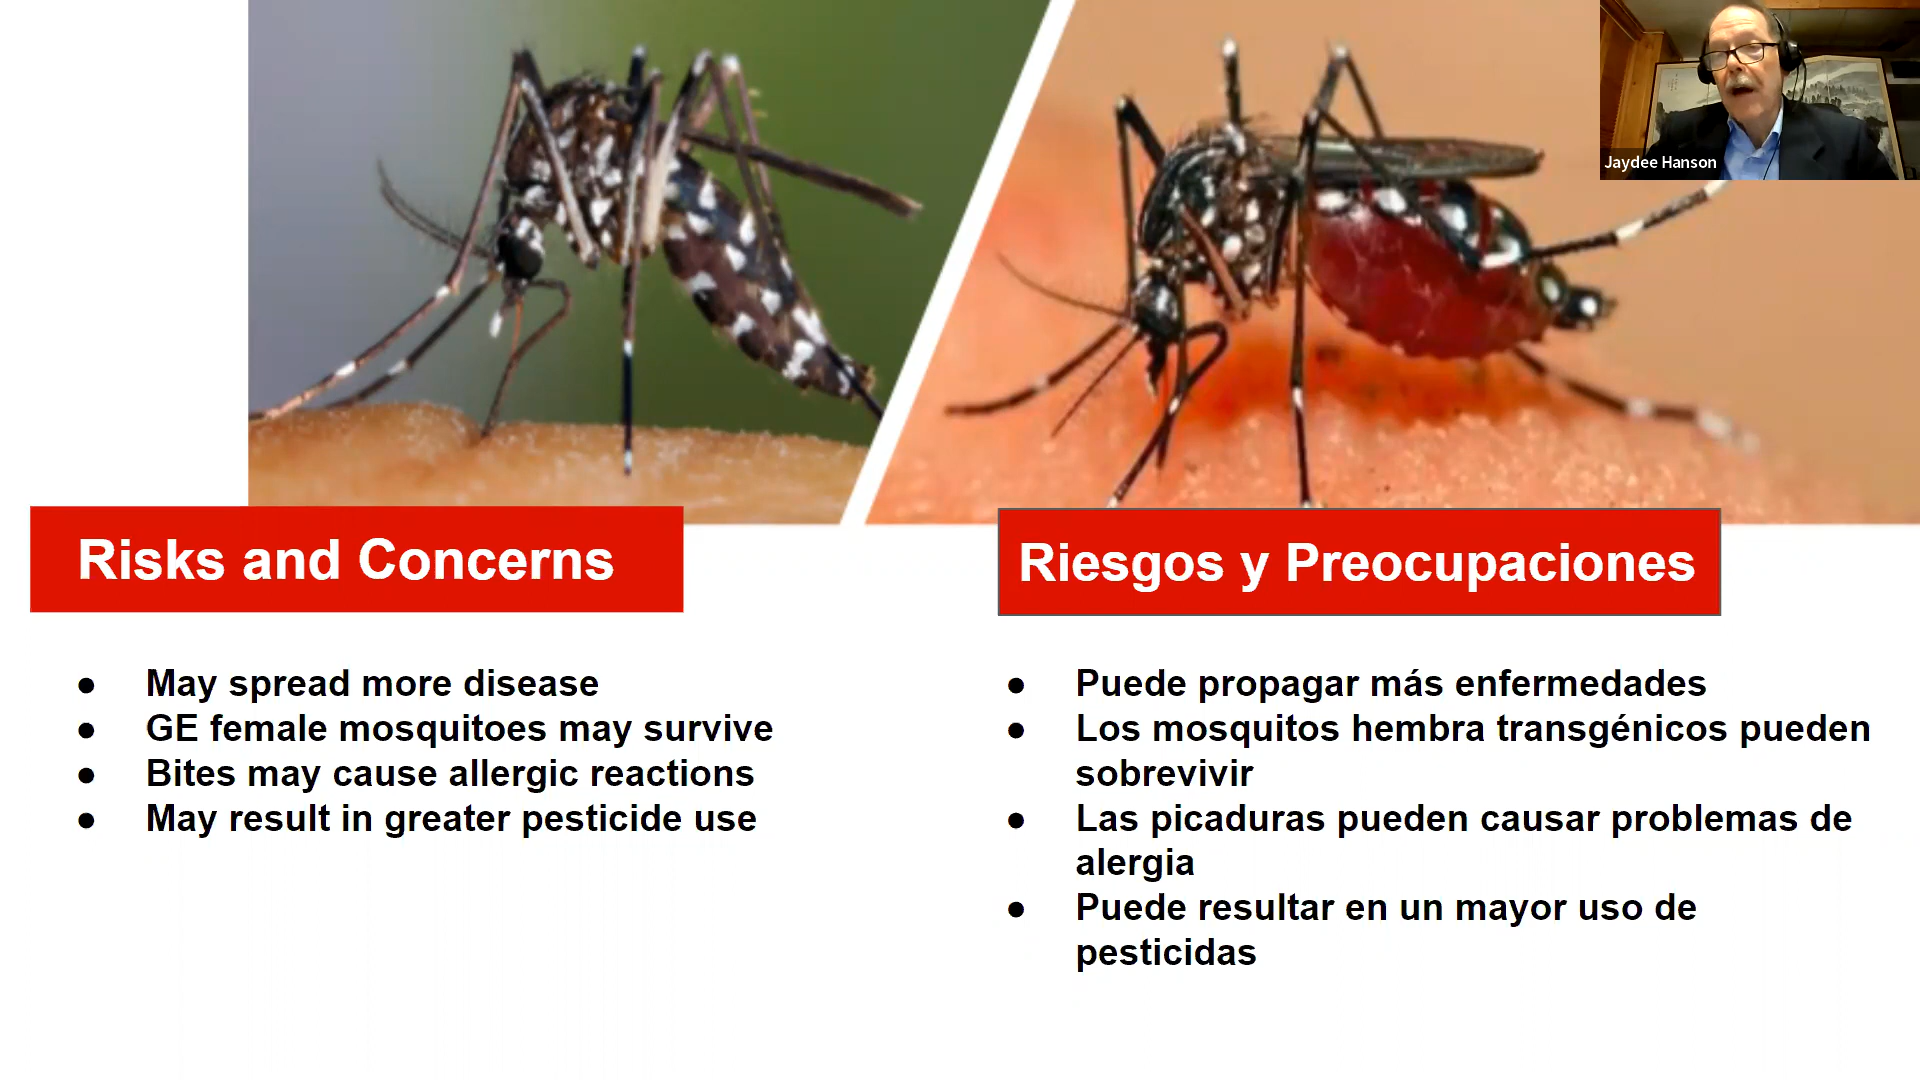 Jaydee Hanson
Risks and Concerns
● May spread more disease
● GE female mosquitoes may survive
● Bites may cause allergic reactions
● May result in greater pesticide use
Riesgos y Preocupaciones
● Puede propagar más enfermedades
● Los mosquitos hembra transgénicos pueden
sobrevivir
● Las picaduras pueden causar problemas de
alergia
● Puede resultar en un mayor uso de
pesticidas